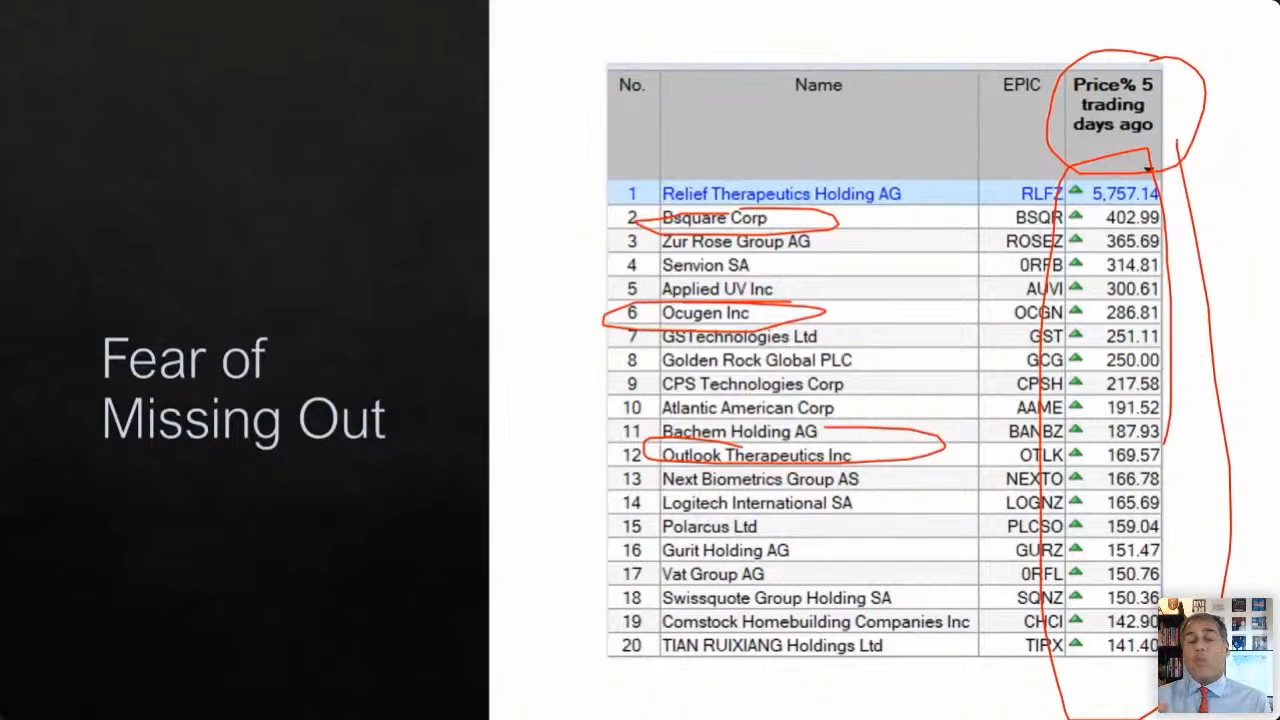 Fear of
Missing Out
No. Name EPIC Price% 5
trading
days ago
1 Relief Therapeutics Holding AG RLFZ 5,757.14
2 Bsquare Corp BSQR 402.99
3 Zur Rose Group AG ROSEZ 365.69
4 Senvion SA 0RFB 314.81
5 Applied UV Inc AUVI 300.61
6 Ocugen Inc OCGN 286.81
7 GSTechnologies Ltd GST 251.11
8 Golden Rock Global PLC GCG 250.00
9 CPS Technologies Corp CPSH 217.58
10 Atlantic American Corp AAME 191.52
11 Bachem Holding AG BANBZ 187.93
12 Outlook Therapeutics Inc OTLK 169.57
13 Next Biometrics Group AS NEXTO 166.78
14 Logitech International SA LOGNZ 165.69
15 Polarcus Ltd PLCSO 159.04
16 Gurit Holding AG GURZ 151.47
17 Vat Group AG 0RFL 150.76
18 Swissquote Group Holding SA SQNZ 150.36
19 Comstock Homebuilding Companies Inc CHCI 142.90
20 TIAN RUIXIANG Holdings Ltd TIPX 141.40